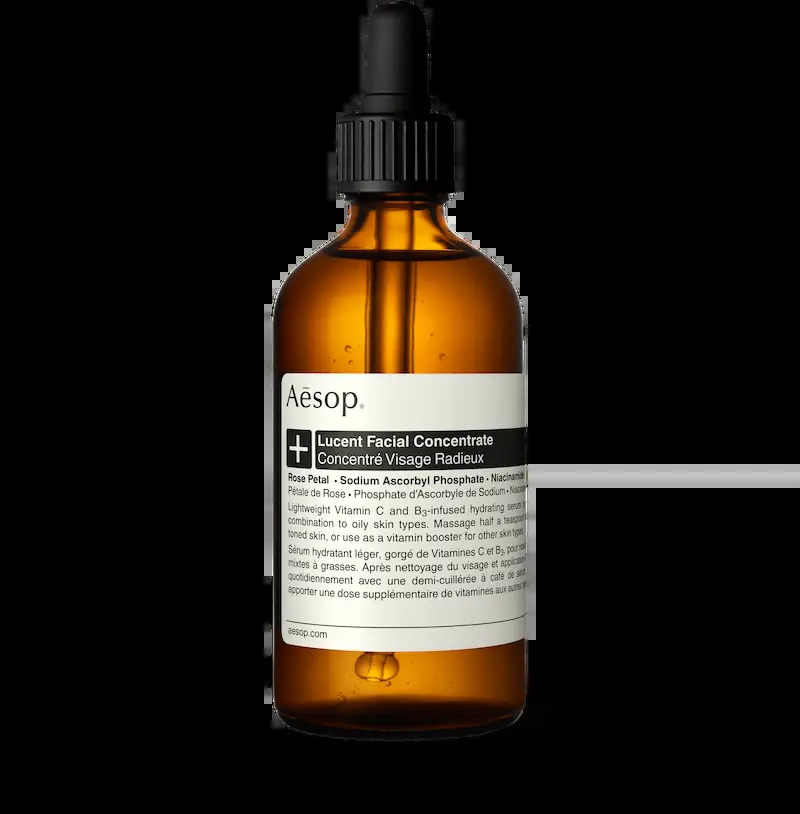 Aēsop®
+ Lucent Facial Concentrate
Concentré Visage Radieux
Rose Petal • Sodium Ascorbyl Phosphate • Niacinamide
Pétale de Rose • Phosphate d'Ascorbyle de Sodium •
Lightweight Vitamin C and B₃-infused hydrating serum
combination to oily skin types. Massage half a teaspoon
toned skin, or use as a vitamin booster for other skin types.
Sérum hydratant léger, gorgé de Vitamines C et B₃, pour
mixtes à grasses. Après nettoyage du visage et application
quotidiennement avec une demi-cuillérée à café de
apporter une dose supplémentaire de vitamines aux
aesop.com